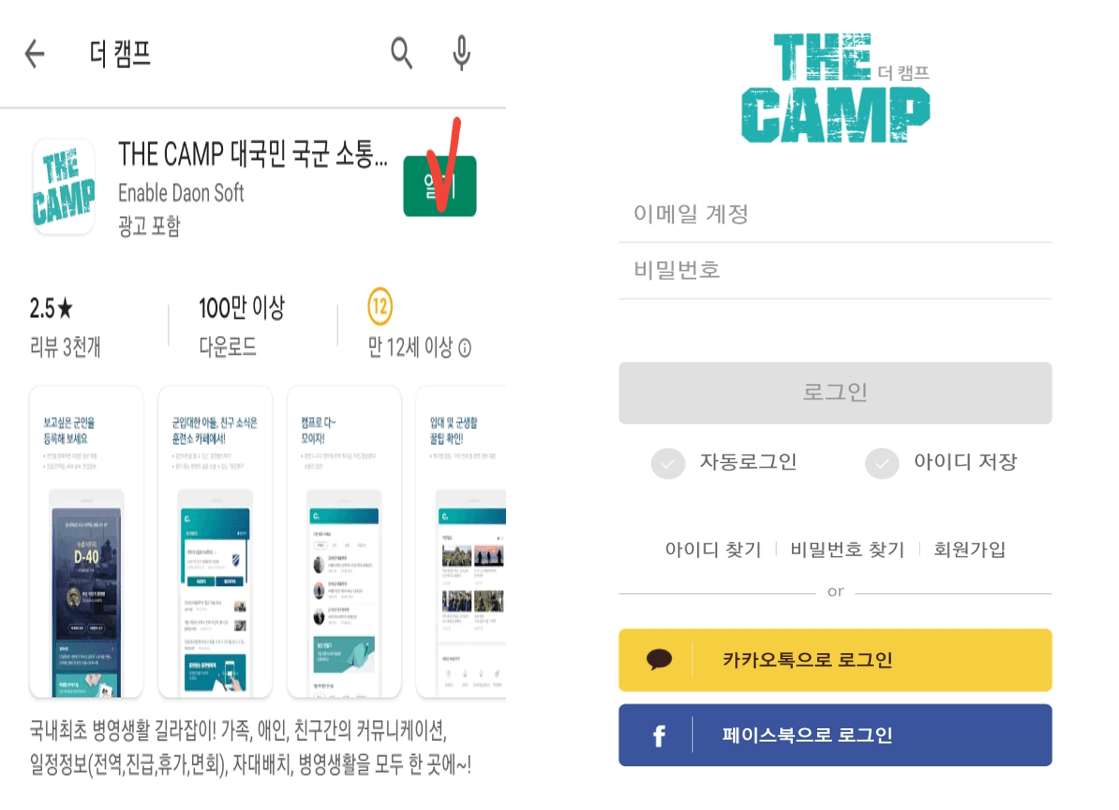 더 캠프
THE CAMP
THE CAMP 대국민 국군 소통...
Enable Daon Soft
광고 포함
열기
2.5★
리뷰 3천개
100만 이상
다운로드
12
만 12세 이상
보고싶은 군인을
등록해 보세요
군입대한 아들, 친구 소식은
훈련소 카페에서!
캠프로 다~
모이자!
입대 및 군생활
꿀팁 확인!
D-40
국내최초 병영생활 길라잡이! 가족, 애인, 친구간의 커뮤니케이션,
일정정보(전역,진급,휴가,면회), 자대배치, 병영생활을 모두 한 곳에~!
THE
CAMP
더 캠프
이메일 계정
비밀번호
로그인
자동로그인 아이디 저장
아이디 찾기 비밀번호 찾기 회원가입
or
카카오톡으로 로그인
f 페이스북으로 로그인